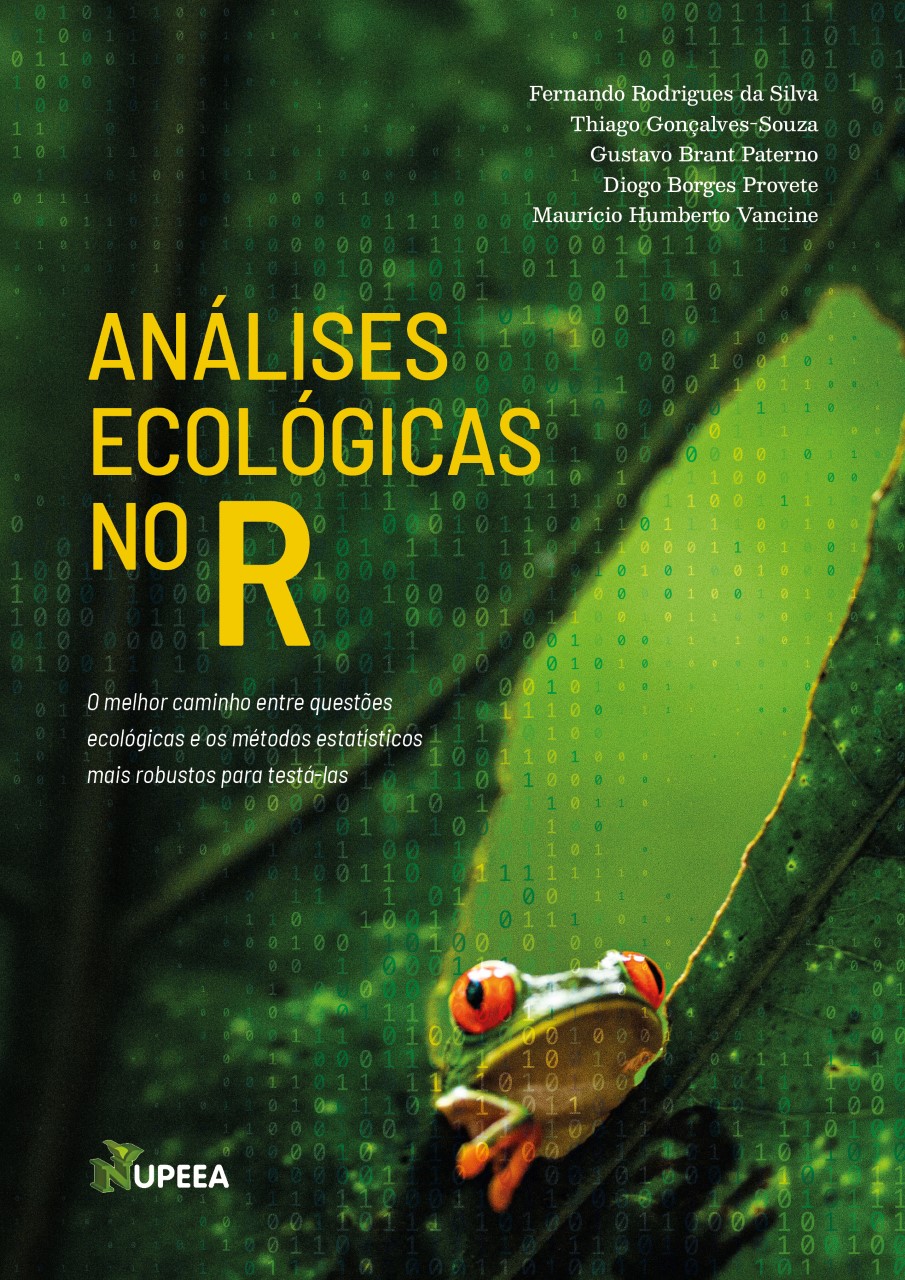 Fernando Rodrigues da Silva
Thiago Gonçalves-Souza
Gustavo Brant Paterno
Diogo Borges Provete
Maurício Humberto Vancine
ANÁLISES
ECOLÓGICAS
NO R
O melhor caminho entre questões
ecológicas e os métodos estatísticos
mais robustos para testá-las
NUPEEA